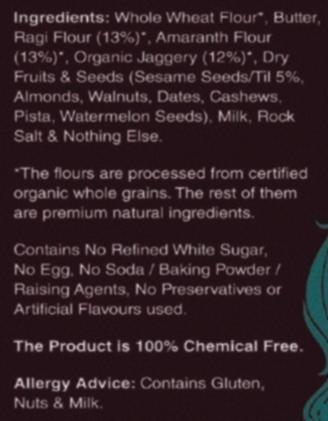 Ingredients: Whole Wheat Flour*, Butter,
Ragi Flour (13%)*, Amaranth Flour
(13%)*, Organic Jaggery (12%)*, Dry
Fruits & Seeds (Sesame Seeds/Til 5%,
Almonds, Walnuts, Dates, Cashews,
Pista, Watermelon Seeds), Milk, Rock
Salt & Nothing Else.
*The flours are processed from certified
organic whole grains. The rest of them
are premium natural ingredients.
Contains No Refined White Sugar,
No Egg, No Soda / Baking Powder /
Raising Agents, No Preservatives or
Artificial Flavours used.
The Product is 100% Chemical Free.
Allergy Advice: Contains Gluten,
Nuts & Milk.